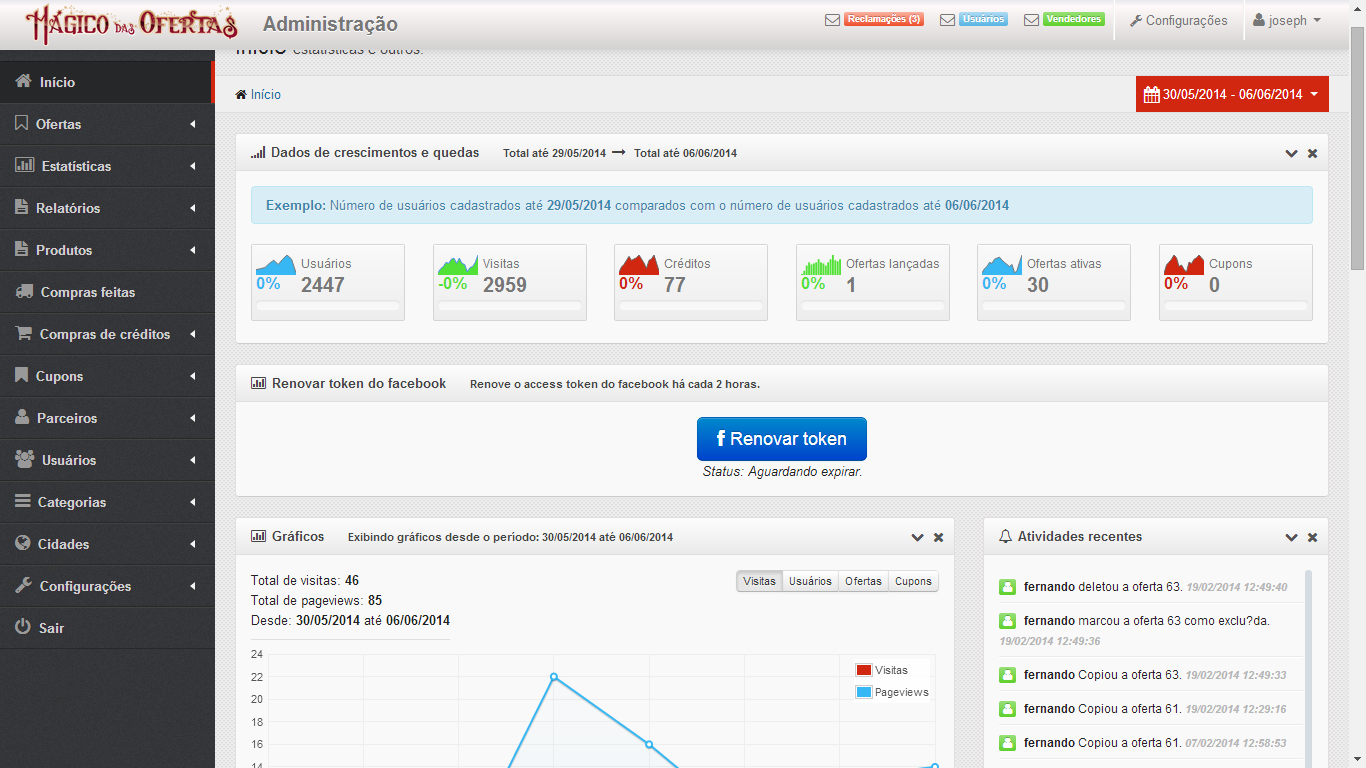 MÁGICO DAS OFERTAS
Administração
Reclamações (3)
Usuários
Vendedores
Configurações
joseph
Início estatísticas e outros.
Início
Ofertas
Estatísticas
Relatórios
Produtos
Compras feitas
Compras de créditos
Cupons
Parceiros
Usuários
Categorias
Cidades
Configurações
Sair
Início
30/05/2014 - 06/06/2014
Dados de crescimentos e quedas Total até 29/05/2014 → Total até 06/06/2014
Exemplo: Número de usuários cadastrados até 29/05/2014 comparados com o número de usuários cadastrados até 06/06/2014
Usuários
0% 2447
Visitas
-0% 2959
Créditos
0% 77
Ofertas lançadas
0% 1
Ofertas ativas
0% 30
Cupons
0% 0
Renovar token do facebook Renove o access token do facebook há cada 2 horas.
f Renovar token
Status: Aguardando expirar.
Gráficos Exibindo gráficos desde o período: 30/05/2014 até 06/06/2014
Total de visitas: 46
Total de pageviews: 85
Desde: 30/05/2014 até 06/06/2014
Visitas Usuários Ofertas Cupons
24
22
20
18
16
14
Visitas
Pageviews
Atividades recentes
fernando deletou a oferta 63. 19/02/2014 12:49:40
fernando marcou a oferta 63 como exclu?da.
19/02/2014 12:49:36
fernando Copiou a oferta 63. 19/02/2014 12:49:33
fernando Copiou a oferta 61. 19/02/2014 12:29:16
fernando Copiou a oferta 61. 07/02/2014 12:58:53